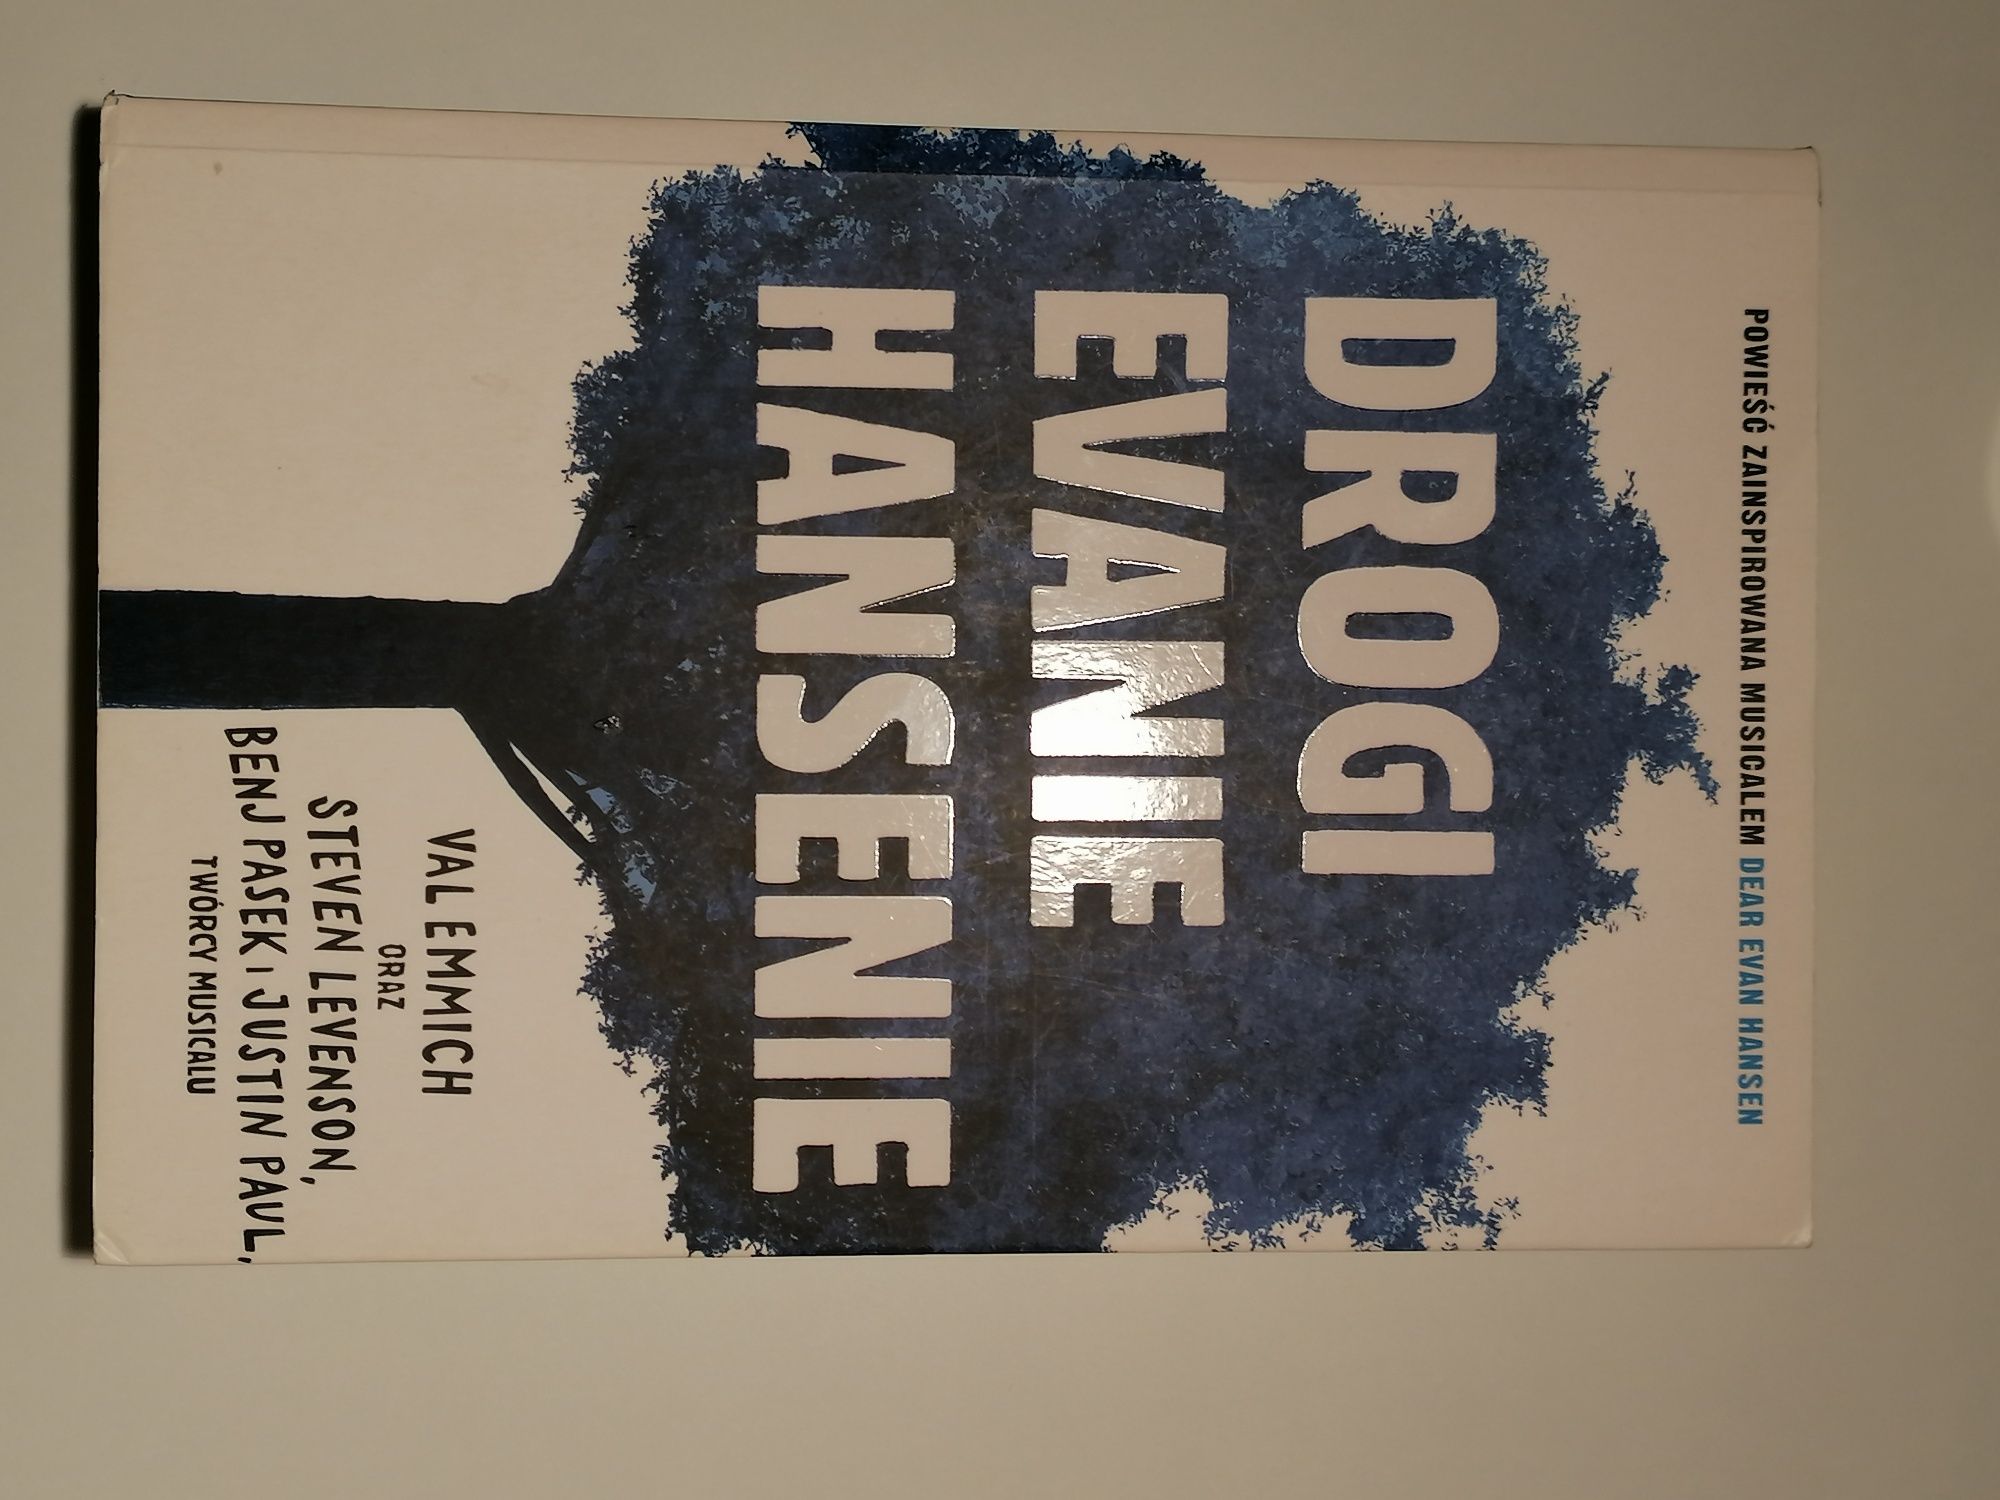 POWIEŚĆ ZAINSPIROWANA MUSICALEM DEAR EVAN HANSEN
DROGI
EVANIE
HANSENIE
VAL EMMICH
ORAZ
STEVEN LEVENSON,
BENJ PASEK I JUSTIN PAUL,
TWÓRCY MUSICALU